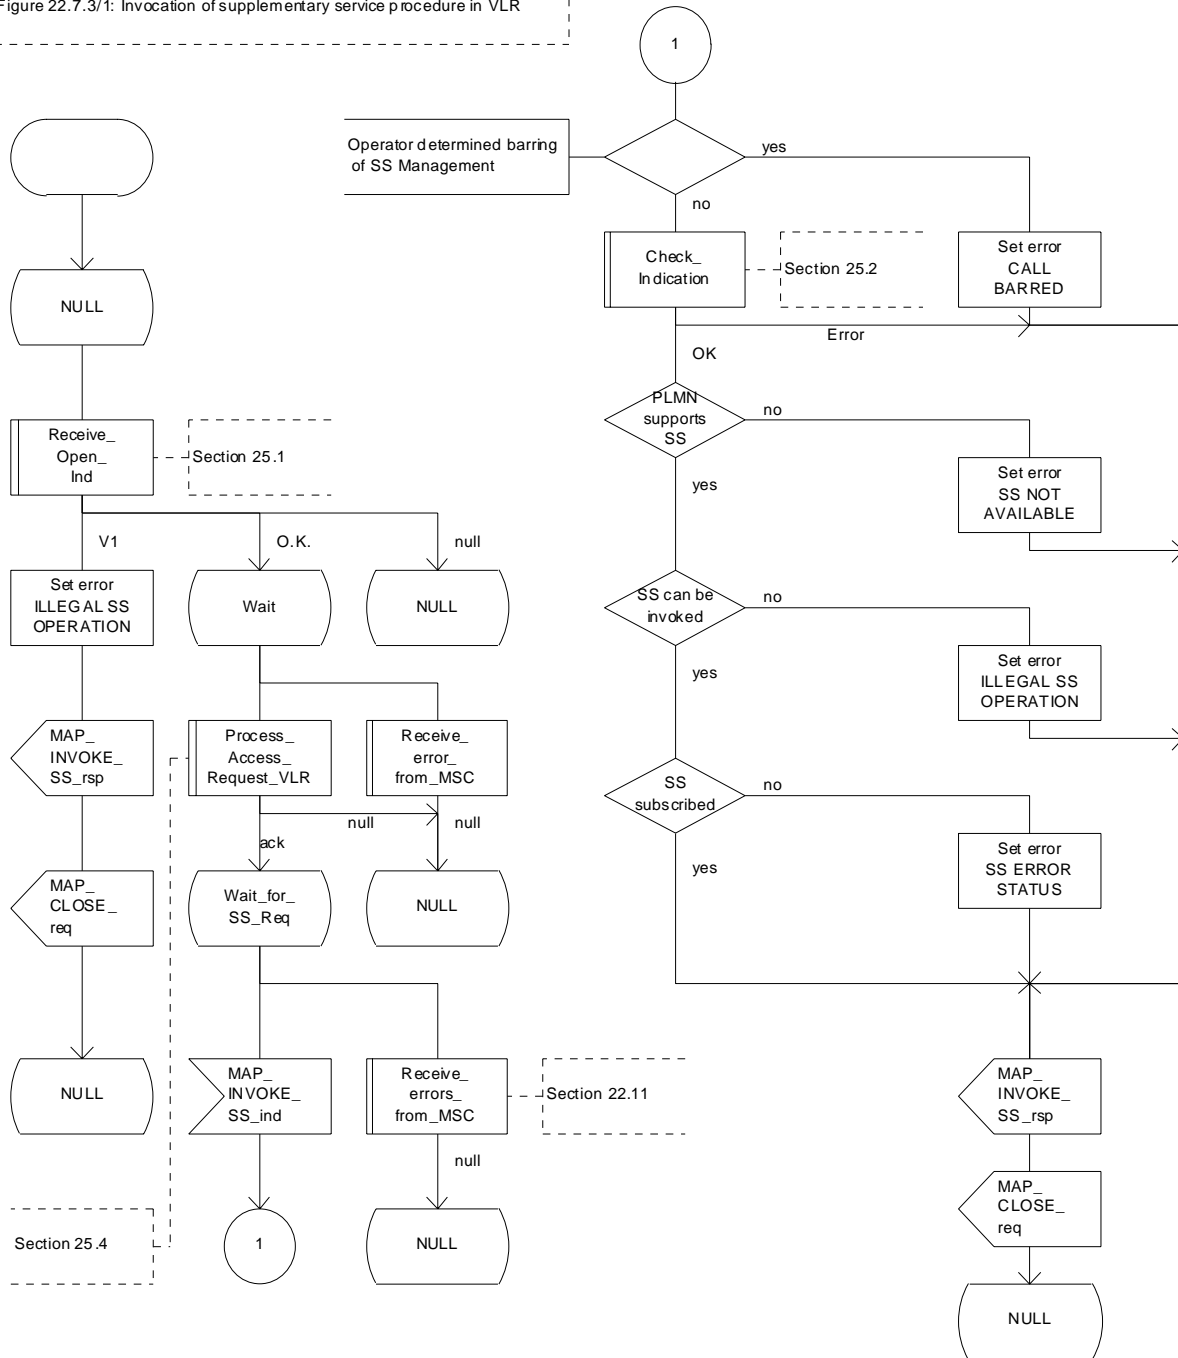 Figure 22.7.3/1: Invocation of supplementary service procedure in VLR
1
Operator determined barring
of SS Management
yes
no
Check_
Indication
Section 25.2
Set error
CALL
BARRED
NULL
Error
OK
PLMN
supports
SS
no
Receive_
Open_
Ind
Section 25.1
yes
Set error
SS NOT
AVAILABLE
V1
O.K.
null
Set error
ILLEGAL SS
OPERATION
Wait
NULL
SS can be
invoked
no
yes
Set error
ILLEGAL SS
OPERATION
MAP_
INVOKE_
SS_rsp
Process_
Access_
Request_VLR
Receive_
error_
from_MSC
SS
subscribed
no
null
null
ack
yes
Set error
SS ERROR
STATUS
MAP_
CLOSE_
req
Wait_for_
SS_Req
NULL
NULL
MAP_
INVOKE_
SS_ind
Receive_
errors_
from_MSC
Section 22.11
MAP_
INVOKE_
SS_rsp
null
Section 25.4
1
NULL
MAP_
CLOSE_
req
NULL